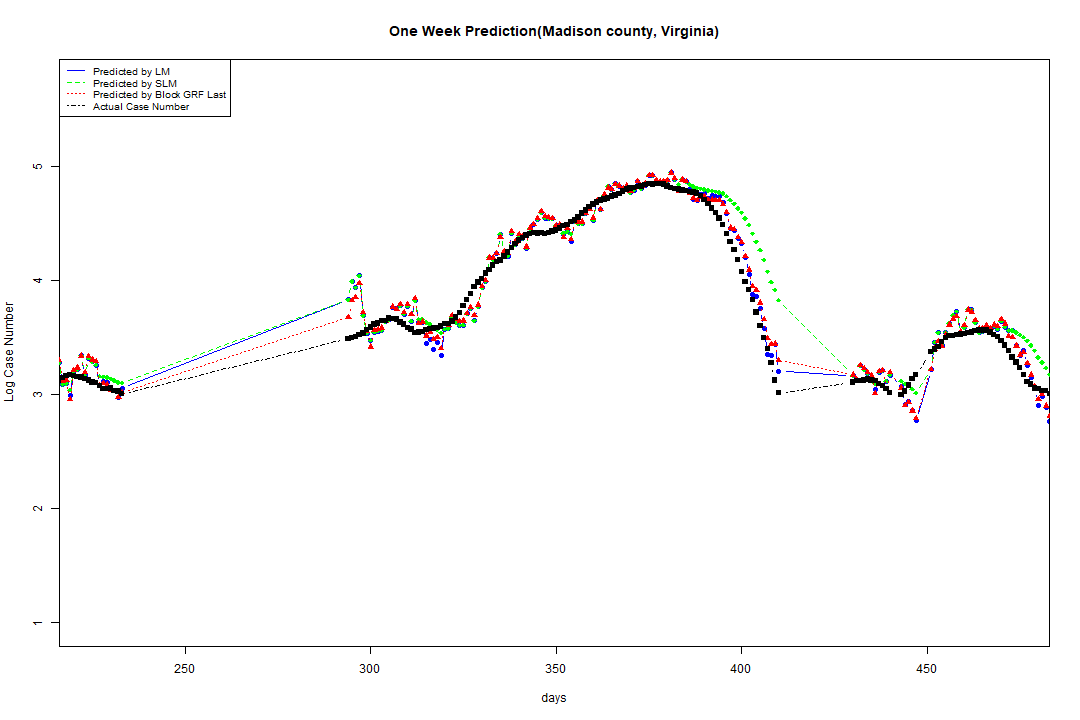 One Week Prediction(Madison county, Virginia)
Predicted by LM
Predicted by SLM
Predicted by Block GRF Last
Actual Case Number
Log Case Number
5
4
3
2
1
250
300
350
400
450
days